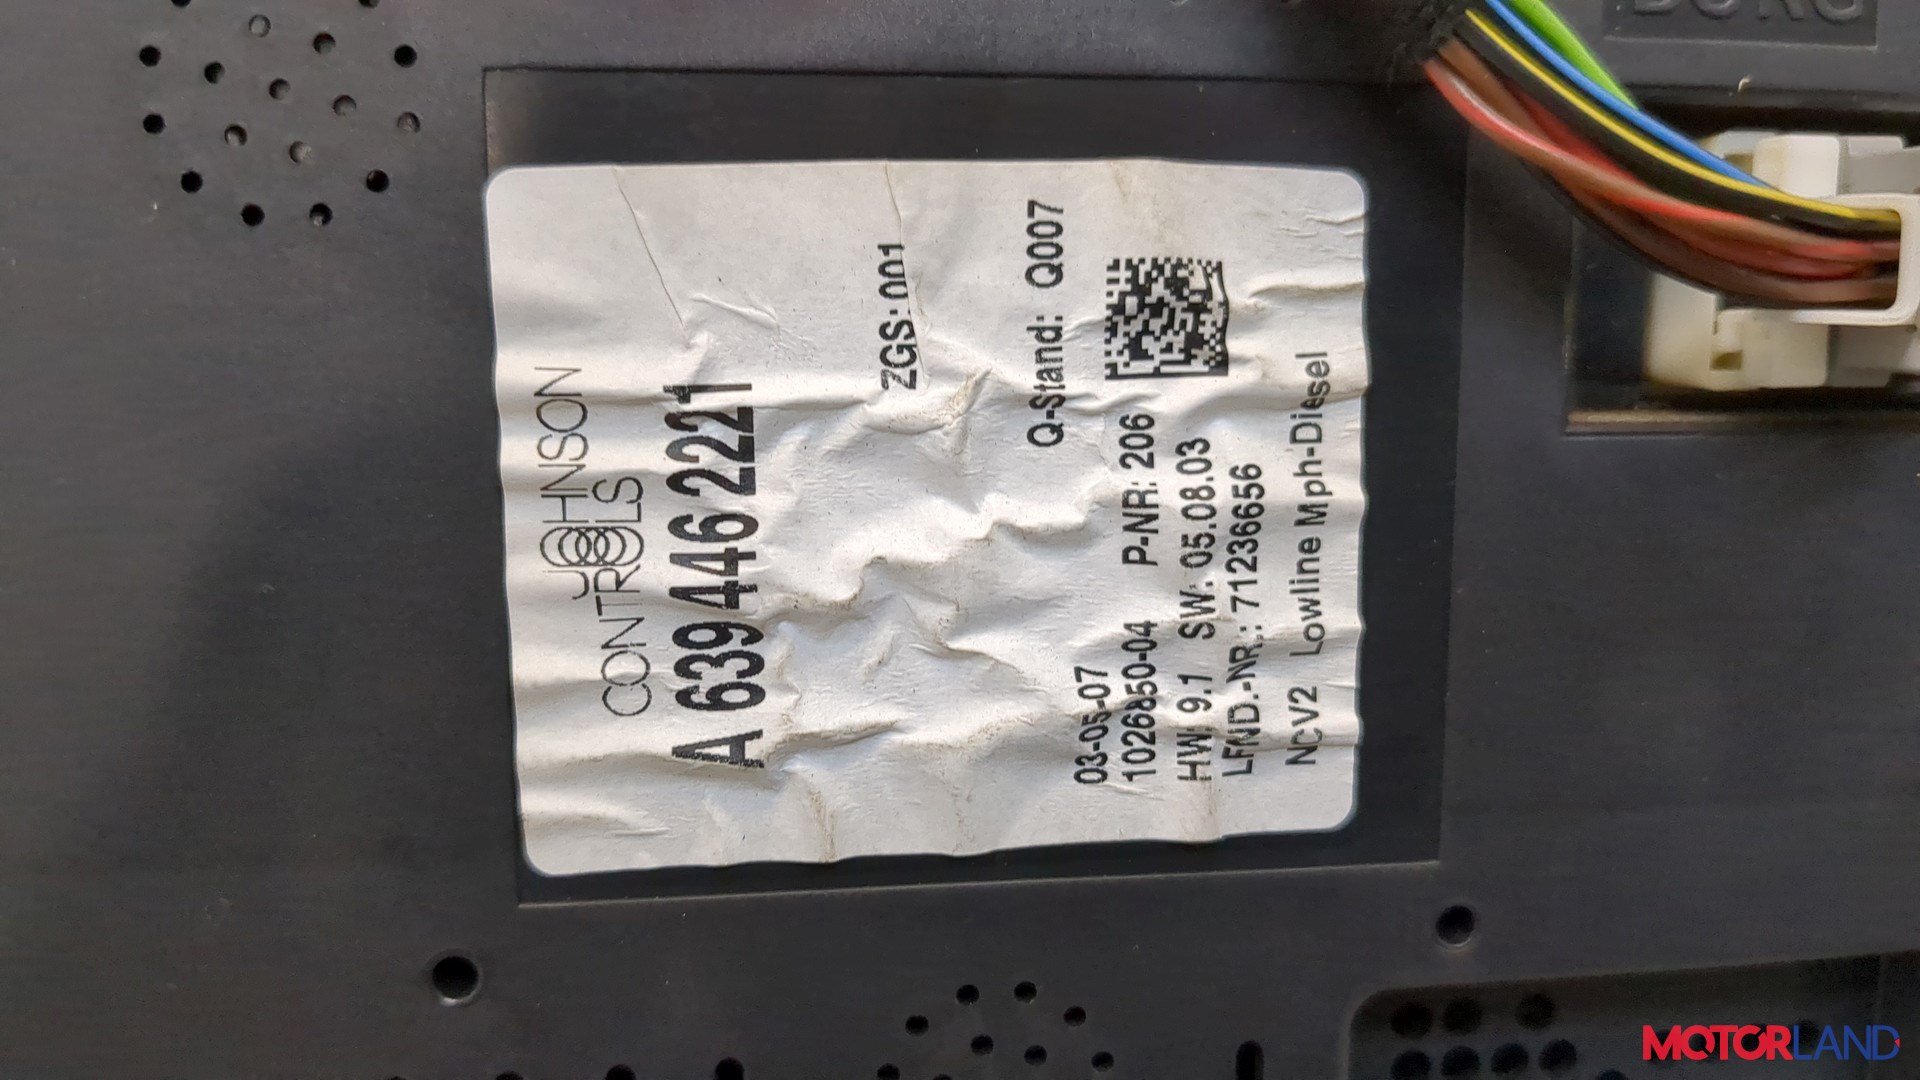 JOHNSON
CONTROLS
A 639 446 2221
ZGS: 001
Q-Stand: Q007
03-05-07
1026850-04 P-NR: 206
HW: 9.1 SW: 05.08.03
LFND.-NR.: 71236656
NCV2 Lowline Mph-Diesel
BORG
MOTORLAND